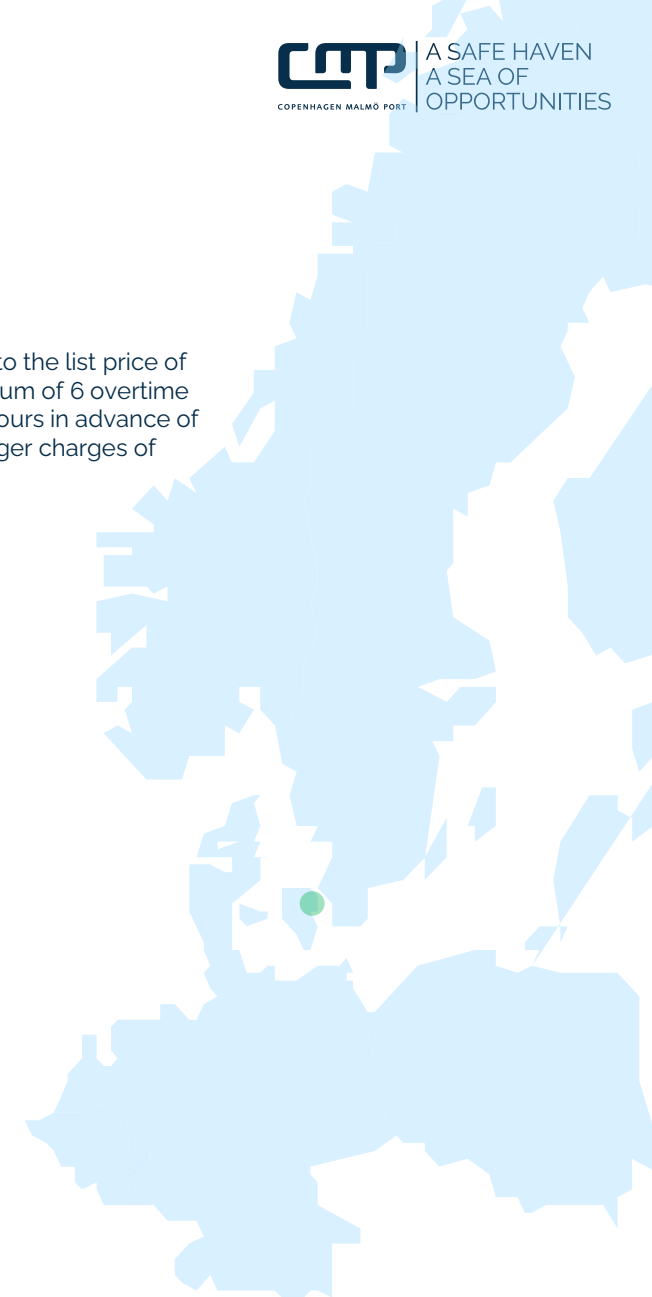 CMP
COPENHAGEN MALMÖ PORT
A SAFE HAVEN
A SEA OF
OPPORTUNITIES
to the list price of
um of 6 overtime
ours in advance of
ger charges of